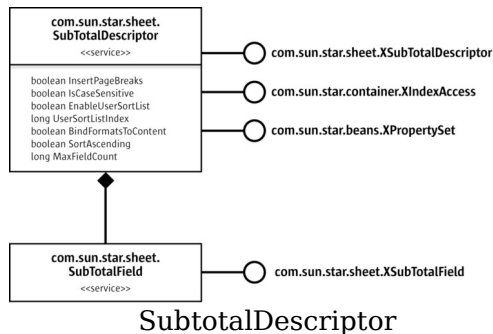 com.sun.star.sheet.
SubTotalDescriptor
<<service>>
boolean InsertPageBreaks
boolean IsCaseSensitive
boolean EnableUserSortList
long UserSortListIndex
boolean BindFormatsToContent
boolean SortAscending
long MaxFieldCount
com.sun.star.sheet.XSubTotalDescriptor
com.sun.star.container.XIndexAccess
com.sun.star.beans.XPropertySet
com.sun.star.sheet.
SubTotalField
<<service>>
com.sun.star.sheet.XSubTotalField
SubtotalDescriptor